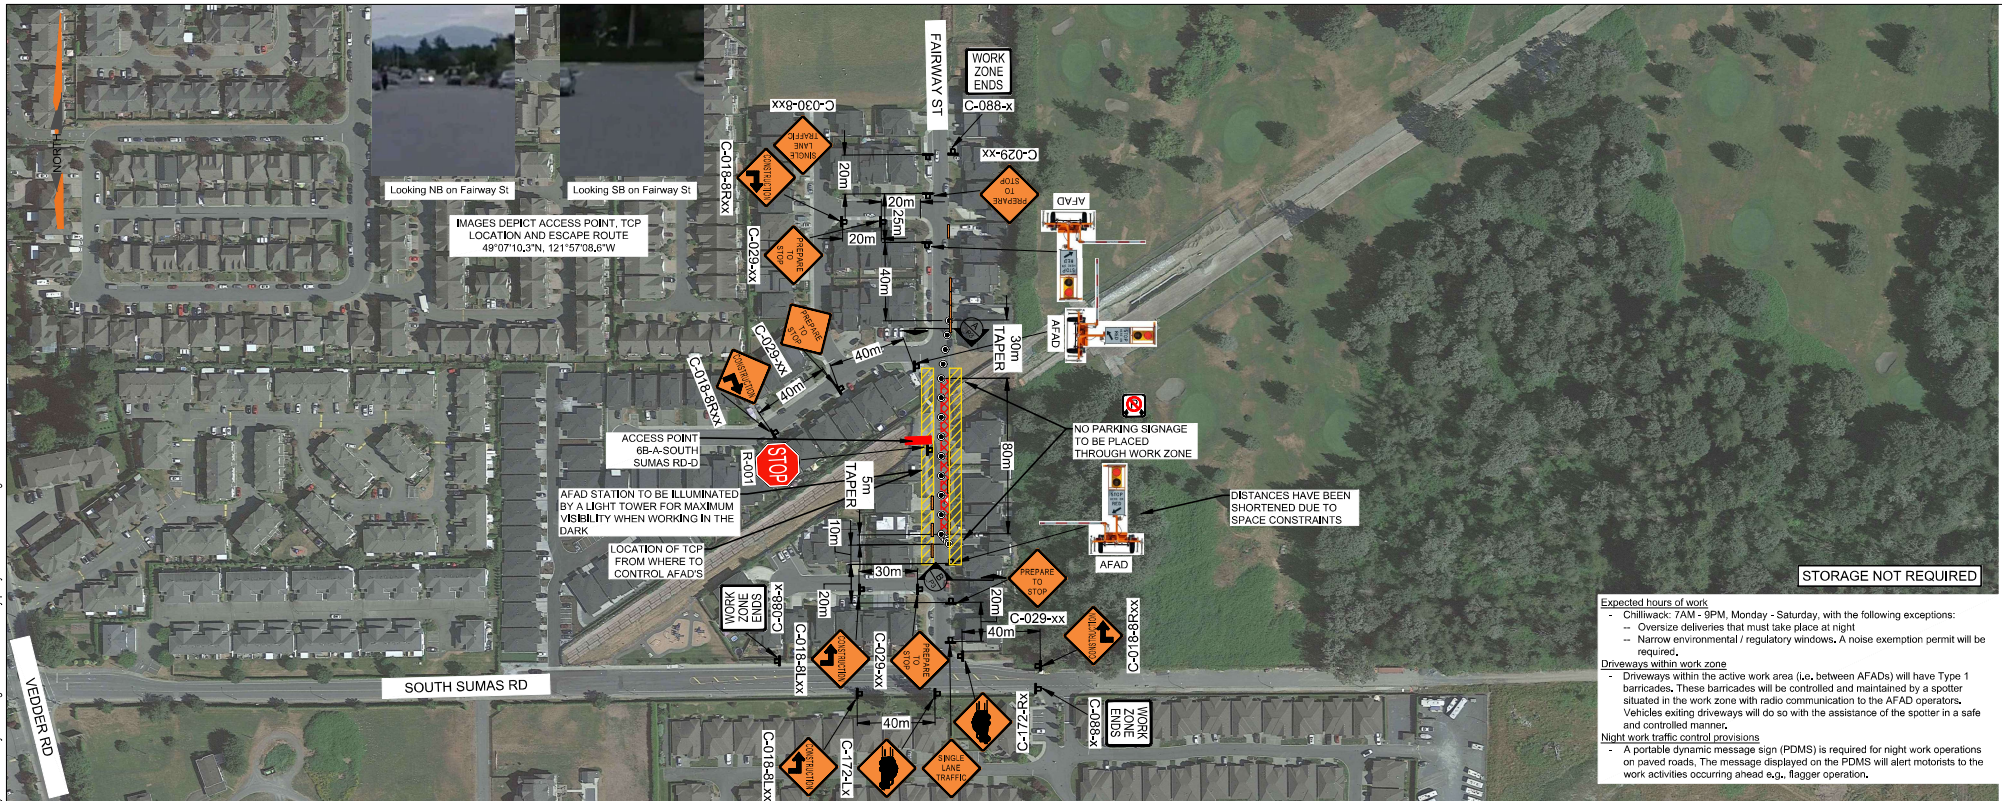 NORTH
Looking NB on Fairway St
Looking SB on Fairway St
IMAGES DEPICT ACCESS POINT, TCP
LOCATION AND ESCAPE ROUTE
49°07'10.3"N, 121°57'08.6"W
FAIRWAY ST
WORK
ZONE
ENDS
C-088-x
C-030-8xx
SINGLE
LANE
TRAFFIC
C-018-8Rxx
CONSTRUCTION
20m
20m
25m
20m
40m
C-029-xx
PREPARE
TO
STOP
C-029-xx
PREPARE
TO
STOP
AFAD
AFAD
30m
TAPER
A
PREPARE
TO
STOP
C-029-xx
CONSTRUCTION
C-018-8Rxx
40m
40m
ACCESS POINT
6B-A-SOUTH
SUMAS RD-D
R-001
STOP
AFAD STATION TO BE ILLUMINATED
BY A LIGHT TOWER FOR MAXIMUM
VISIBILITY WHEN WORKING IN THE
DARK
LOCATION OF TCP
FROM WHERE TO
CONTROL AFAD'S
5m
TAPER
10m
80m
NO PARKING SIGNAGE
TO BE PLACED
THROUGH WORK ZONE
DISTANCES HAVE BEEN
SHORTENED DUE TO
SPACE CONSTRAINTS
AFAD
30m
20m
B
PREPARE
TO
STOP
C-029-xx
20m
40m
CONSTRUCTION
C-018-8Rxx
WORK
ZONE
ENDS
C-088-x
CONSTRUCTION
C-018-8Lxx
PREPARE
TO
STOP
C-029-xx
SOUTH SUMAS RD
VEDDER RD
40m
CONSTRUCTION
C-018-8Lxx
C-172-Lx
SINGLE
LANE
TRAFFIC
C-172-Rx
C-088-x
WORK
ZONE
ENDS
STORAGE NOT REQUIRED
Expected hours of work
- Chilliwack: 7AM - 9PM, Monday - Saturday, with the following exceptions:
-- Oversize deliveries that must take place at night
-- Narrow environmental / regulatory windows. A noise exemption permit will be
required.
Driveways within work zone
- Driveways within the active work area (i.e. between AFADs) will have Type 1
barricades. These barricades will be controlled and maintained by a spotter
situated in the work zone with radio communication to the AFAD operators.
Vehicles exiting driveways will do so with the assistance of the spotter in a safe
and controlled manner.
Night work traffic control provisions
- A portable dynamic message sign (PDMS) is required for night work operations
on paved roads, The message displayed on the PDMS will alert motorists to the
work activities occurring ahead e.g., flagger operation.